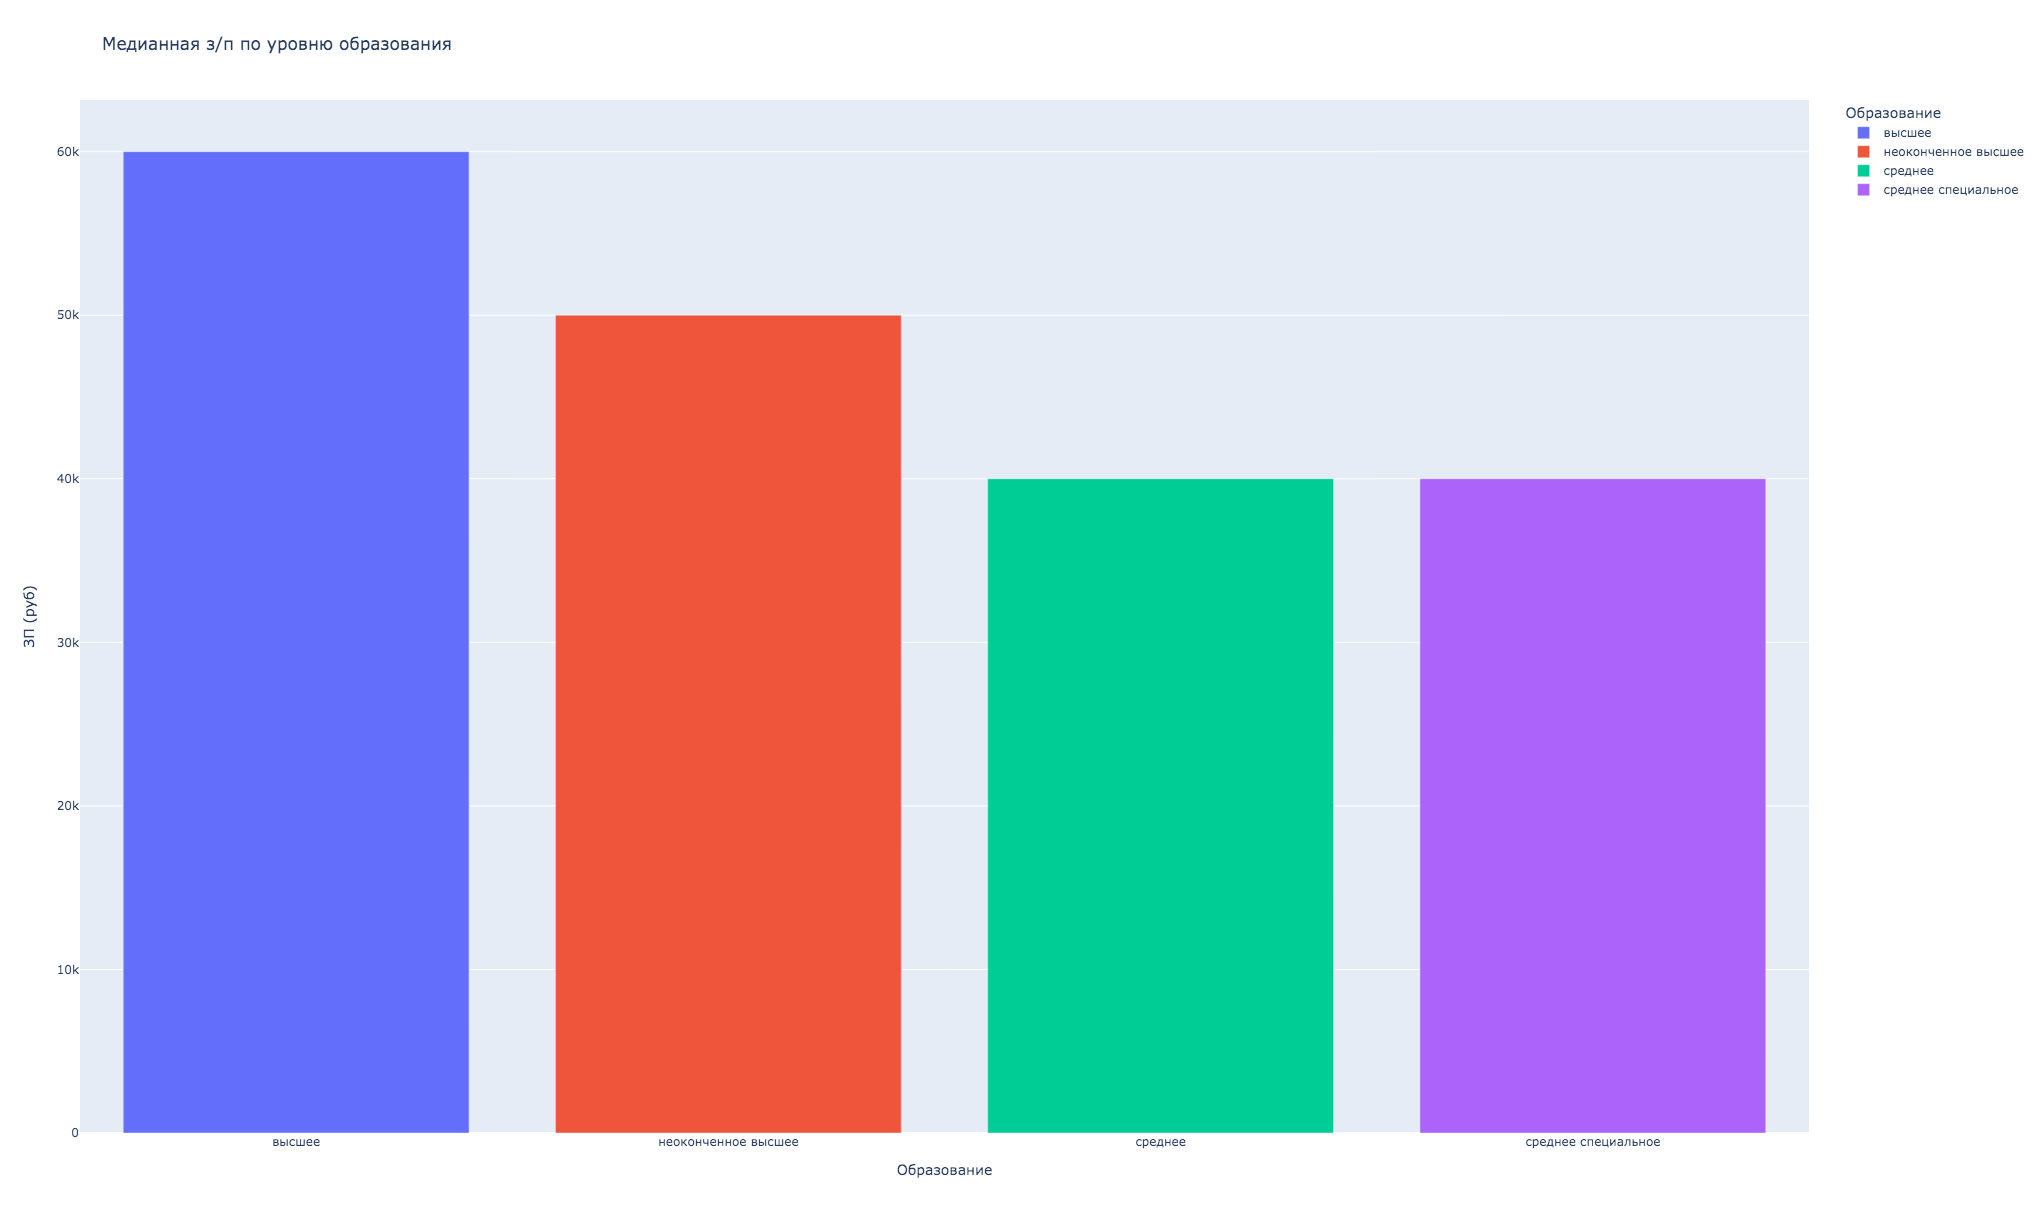 Медианная з/п по уровню образования
Образование
высшее
неоконченное высшее
среднее
среднее специальное
60k
50k
40k
30k
20k
10k
0
ЗП (руб)
высшее
неоконченное высшее
среднее
среднее специальное
Образование